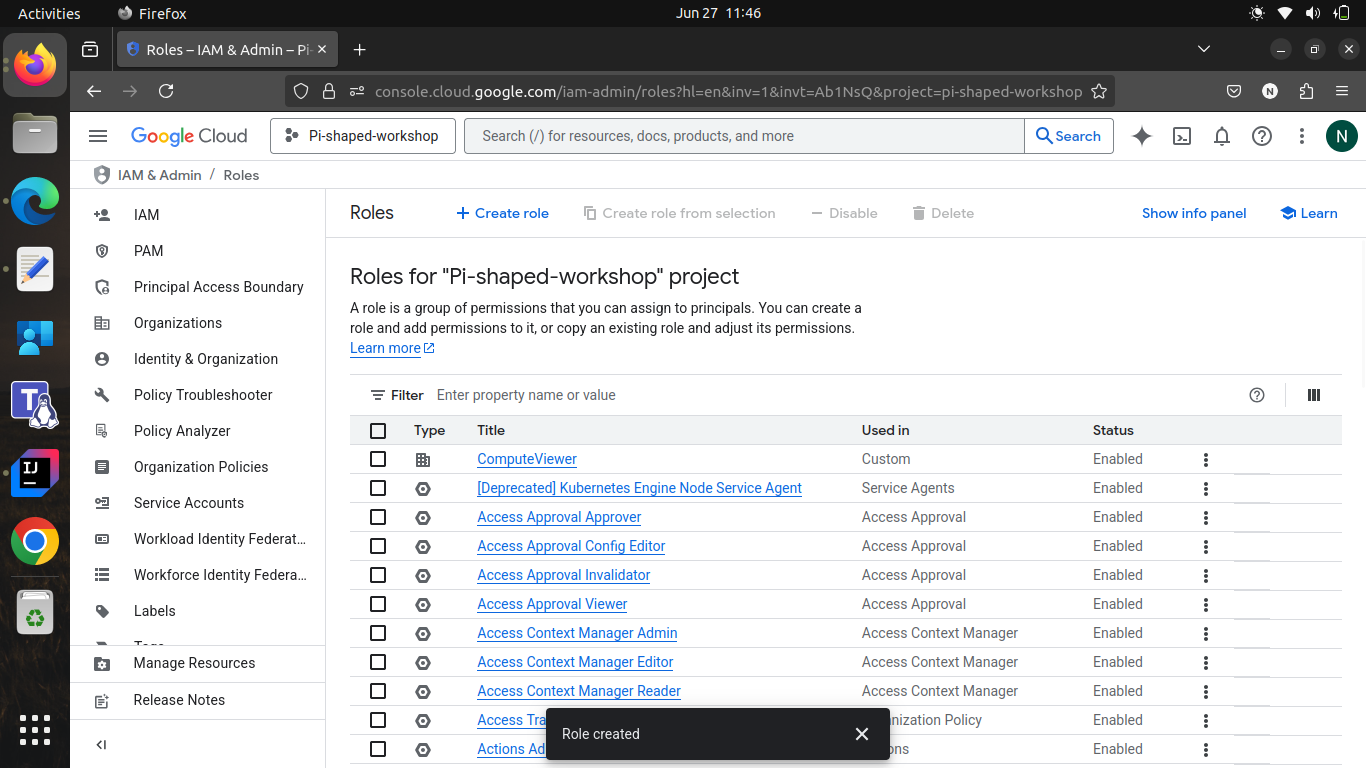 Activities
Firefox
Jun 27 11:46
Roles – IAM & Admin – Pi-
console.cloud.google.com/iam-admin/roles?hl=en&inv=1&invt=Ab1NsQ&project=pi-shaped-workshop
N
Google Cloud
Pi-shaped-workshop
Search (/) for resources, docs, products, and more
Search
N
IAM & Admin / Roles
IAM
PAM
Principal Access Boundary
Organizations
Identity & Organization
Policy Troubleshooter
Policy Analyzer
Organization Policies
Service Accounts
Workload Identity Federat...
Workforce Identity Federa...
Labels
Tags
Manage Resources
Release Notes
Roles
Create role
Create role from selection
Disable
Delete
Show info panel
Learn
Roles for "Pi-shaped-workshop" project
A role is a group of permissions that you can assign to principals. You can create a
role and add permissions to it, or copy an existing role and adjust its permissions.
Learn more
Filter Enter property name or value
Type Title Used in Status
ComputeViewer Custom Enabled
[Deprecated] Kubernetes Engine Node Service Agent Service Agents Enabled
Access Approval Approver Access Approval Enabled
Access Approval Config Editor Access Approval Enabled
Access Approval Invalidator Access Approval Enabled
Access Approval Viewer Access Approval Enabled
Access Context Manager Admin Access Context Manager Enabled
Access Context Manager Editor Access Context Manager Enabled
Access Context Manager Reader Access Context Manager Enabled
Access Tra nization Policy Enabled
Actions Ad ons Enabled
Role created
T
IJ